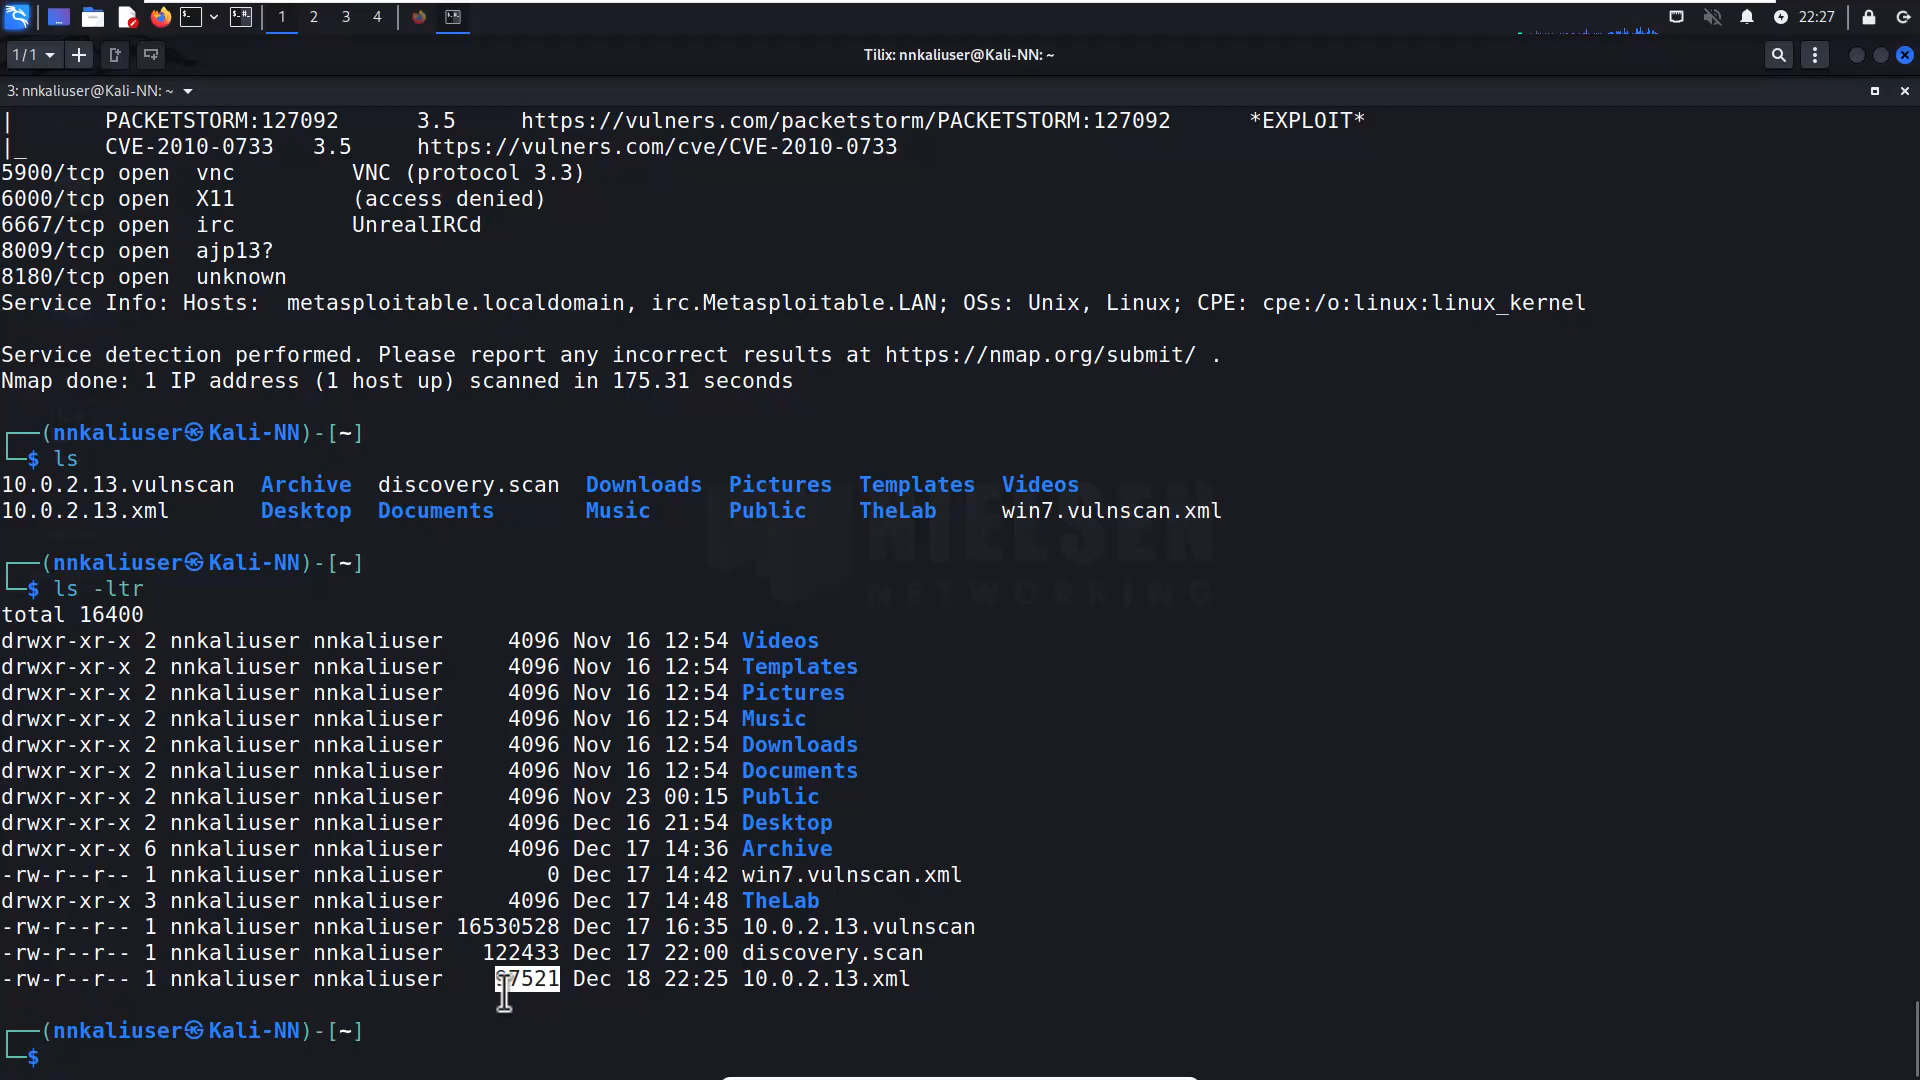 1 2 3 4 22:27
1/1 Tilix: nnkaliuser@Kali-NN: ~
3: nnkaliuser@Kali-NN: ~
| PACKETSTORM:127092 3.5 https://vulners.com/packetstorm/PACKETSTORM:127092 *EXPLOIT*
|_ CVE-2010-0733 3.5 https://vulners.com/cve/CVE-2010-0733
5900/tcp open vnc VNC (protocol 3.3)
6000/tcp open X11 (access denied)
6667/tcp open irc UnrealIRCd
8009/tcp open ajp13?
8180/tcp open unknown
Service Info: Hosts: metasploitable.localdomain, irc.Metasploitable.LAN; OSs: Unix, Linux; CPE: cpe:/o:linux:linux_kernel
Service detection performed. Please report any incorrect results at https://nmap.org/submit/ .
Nmap done: 1 IP address (1 host up) scanned in 175.31 seconds
┌──(nnkaliuser㉿Kali-NN)-[~]
└─$ ls
10.0.2.13.vulnscan Archive discovery.scan Downloads Pictures Templates Videos
10.0.2.13.xml Desktop Documents Music Public TheLab win7.vulnscan.xml
┌──(nnkaliuser㉿Kali-NN)-[~]
└─$ ls -ltr
total 16400
drwxr-xr-x 2 nnkaliuser nnkaliuser 4096 Nov 16 12:54 Videos
drwxr-xr-x 2 nnkaliuser nnkaliuser 4096 Nov 16 12:54 Templates
drwxr-xr-x 2 nnkaliuser nnkaliuser 4096 Nov 16 12:54 Pictures
drwxr-xr-x 2 nnkaliuser nnkaliuser 4096 Nov 16 12:54 Music
drwxr-xr-x 2 nnkaliuser nnkaliuser 4096 Nov 16 12:54 Downloads
drwxr-xr-x 2 nnkaliuser nnkaliuser 4096 Nov 16 12:54 Documents
drwxr-xr-x 2 nnkaliuser nnkaliuser 4096 Nov 23 00:15 Public
drwxr-xr-x 2 nnkaliuser nnkaliuser 4096 Dec 16 21:54 Desktop
drwxr-xr-x 6 nnkaliuser nnkaliuser 4096 Dec 17 14:36 Archive
-rw-r--r-- 1 nnkaliuser nnkaliuser 0 Dec 17 14:42 win7.vulnscan.xml
drwxr-xr-x 3 nnkaliuser nnkaliuser 4096 Dec 17 14:48 TheLab
-rw-r--r-- 1 nnkaliuser nnkaliuser 16530528 Dec 17 16:35 10.0.2.13.vulnscan
-rw-r--r-- 1 nnkaliuser nnkaliuser 122433 Dec 17 22:00 discovery.scan
-rw-r--r-- 1 nnkaliuser nnkaliuser Dec 18 22:25 10.0.2.13.xml
┌──(nnkaliuser㉿Kali-NN)-[~]
└─$
NIELSEN
NETWORKING